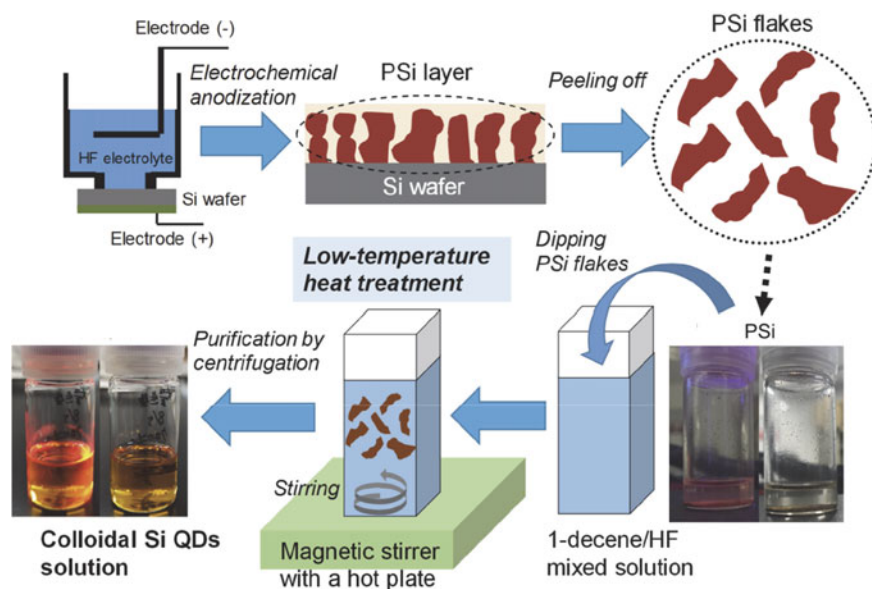 Electrode (-)
HF electrolyte
Si wafer
Electrode (+)
Electrochemical
anodization
PSi layer
Si wafer
Peeling off
PSi flakes
Dipping
PSi flakes
PSi
1-decene/HF
mixed solution
Low-temperature
heat treatment
Stirring
Magnetic stirrer
with a hot plate
Purification by
centrifugation
Colloidal Si QDs
solution